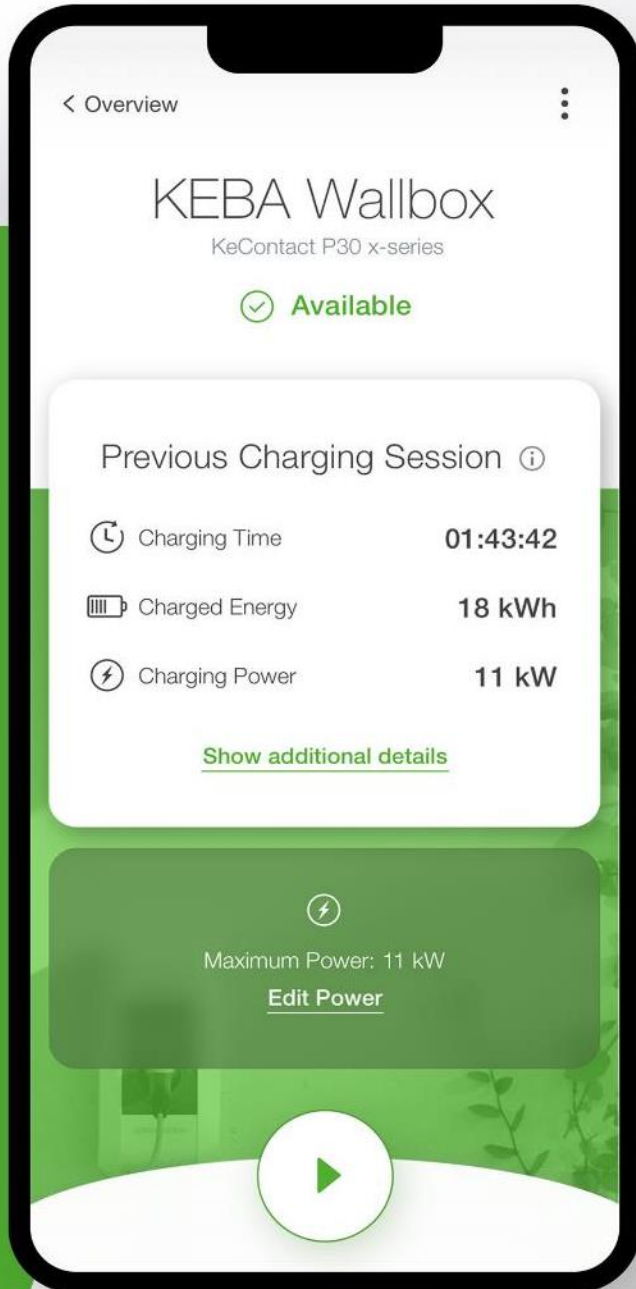 < Overview
KEBA Wallbox
KeContact P30 x-series
Available
Previous Charging Session
Charging Time 01:43:42
Charged Energy 18 kWh
Charging Power 11 kW
Show additional details
Maximum Power: 11 kW
Edit Power